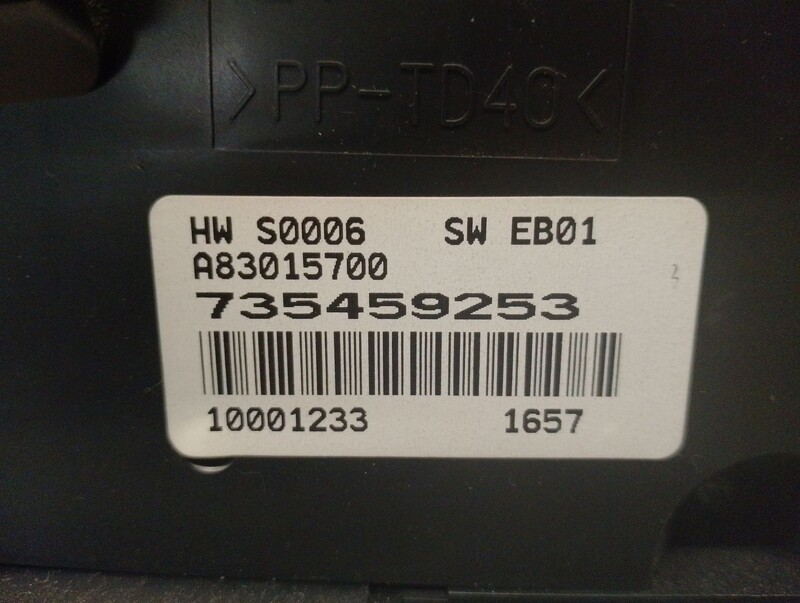 >PP-TD40<
HW S0006 SW EB01
A83015700
735459253
10001233 1657